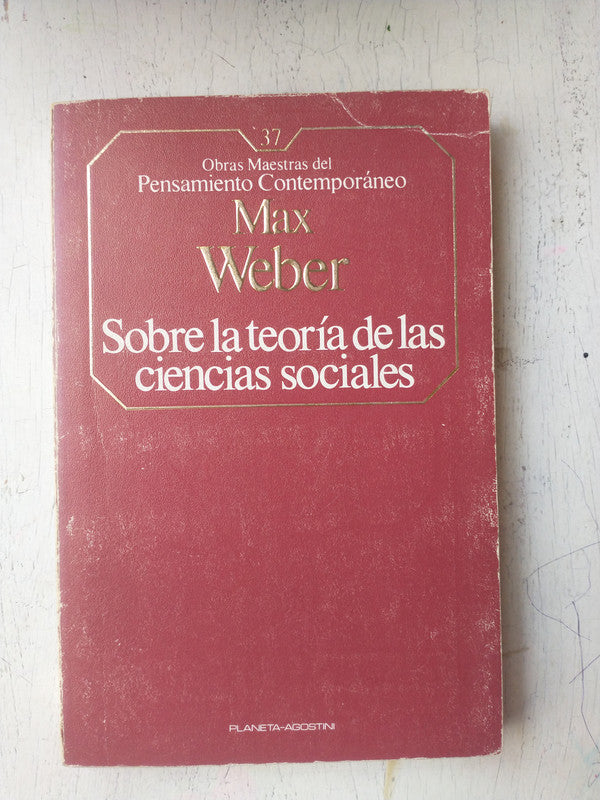 37
Obras Maestras del
Pensamiento Contemporáneo
Max
Weber
Sobre la teoría de las
ciencias sociales
PLANETA-AGOSTINI